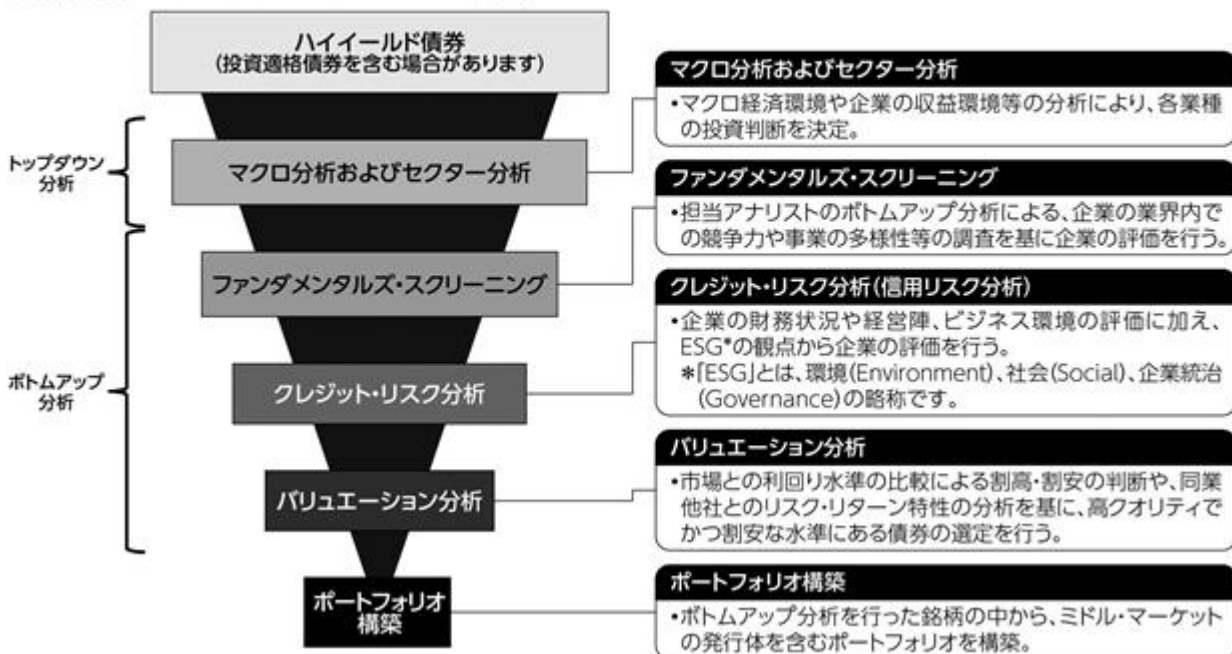 ハイイールド債券
(投資適格債券を含む場合があります)
トップダウン
分析
マクロ分析およびセクター分析
ボトムアップ
分析
ファンダメンタルズ・スクリーニング
クレジット・リスク分析
バリュエーション分析
ポートフォリオ
構築
マクロ分析およびセクター分析
•マクロ経済環境や企業の収益環境等の分析により、各業種
の投資判断を決定。
ファンダメンタルズ・スクリーニング
•担当アナリストのボトムアップ分析による、企業の業界内で
の競争力や事業の多様性等の調査を基に企業の評価を行う。
クレジット・リスク分析(信用リスク分析)
•企業の財務状況や経営陣、ビジネス環境の評価に加え、
ESG*の観点から企業の評価を行う。
*「ESG」とは、環境(Environment)、社会(Social)、企業統治
(Governance)の略称です。
バリュエーション分析
•市場との利回り水準の比較による割高・割安の判断や、同業
他社とのリスク・リターン特性の分析を基に、高クオリティで
かつ割安な水準にある債券の選定を行う。
ポートフォリオ構築
•ボトムアップ分析を行った銘柄の中から、ミドル・マーケット
の発行体を含むポートフォリオを構築。